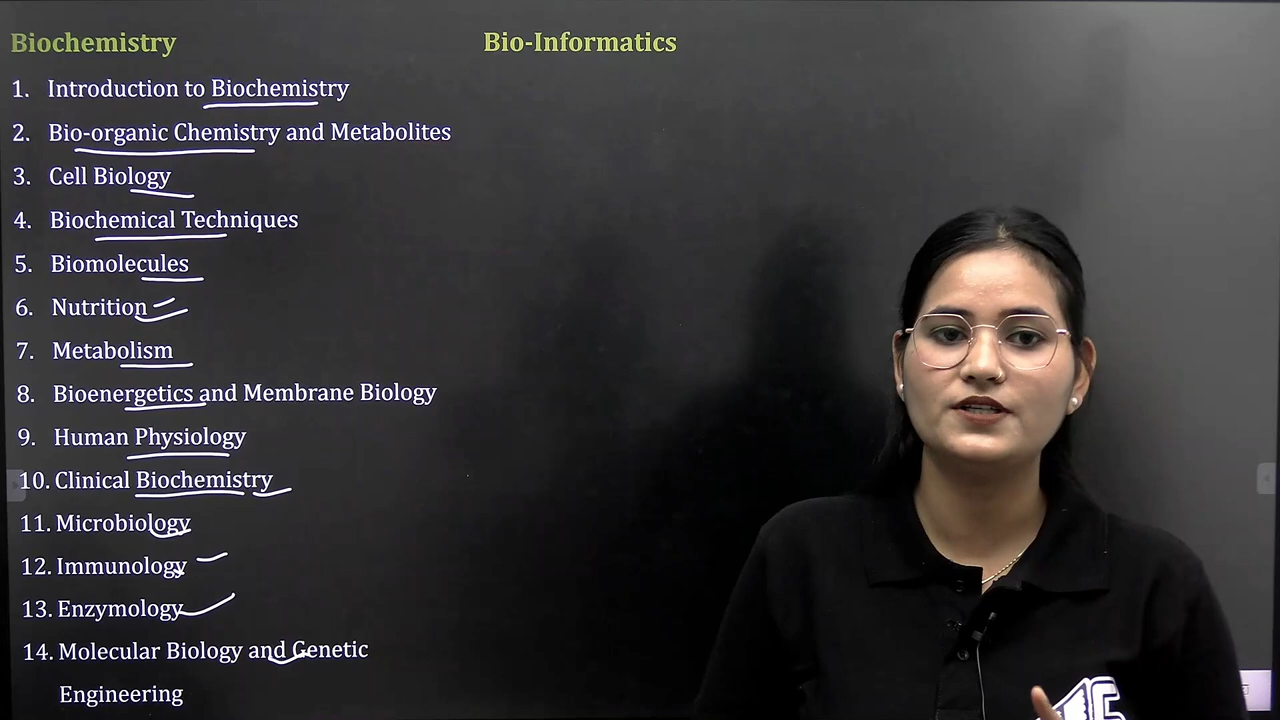 Biochemistry
1. Introduction to Biochemistry
2. Bio-organic Chemistry and Metabolites
3. Cell Biology
4. Biochemical Techniques
5. Biomolecules
6. Nutrition
7. Metabolism
8. Bioenergetics and Membrane Biology
9. Human Physiology
10. Clinical Biochemistry
11. Microbiology
12. Immunology
13. Enzymology
14. Molecular Biology and Genetic
Engineering
Bio-Informatics